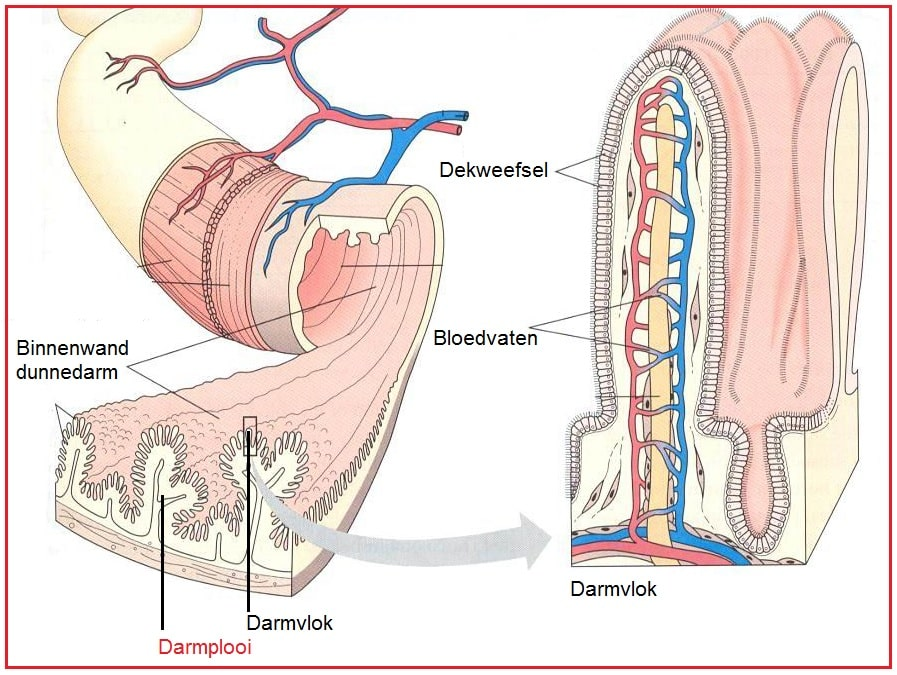 Dekweefsel
Bloedvaten
Binnenwand
dunnedarm
Darmvlok
Darmvlok
Darmplooi